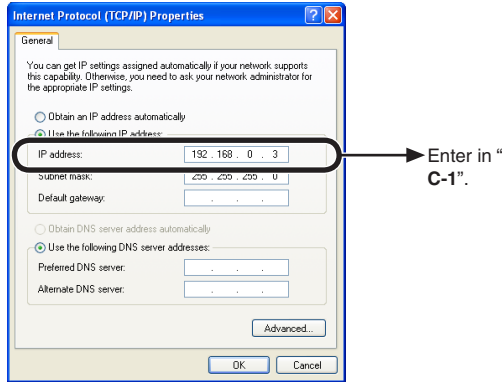 Internet Protocol (TCP/IP) Properties
General
You can get IP settings assigned automatically if your network supports
this capability. Otherwise, you need to ask your network administrator for
the appropriate IP settings.
Obtain an IP address automatically
Use the following IP address:
IP address: 192 . 168 . 0 . 3
Enter in “
C-1”.
Subnet mask: 255 . 255 . 255 . 0
Default gateway: . . .
Obtain DNS server address automatically
Use the following DNS server addresses:
Preferred DNS server: . . .
Alternate DNS server: . . .
Advanced...
OK Cancel